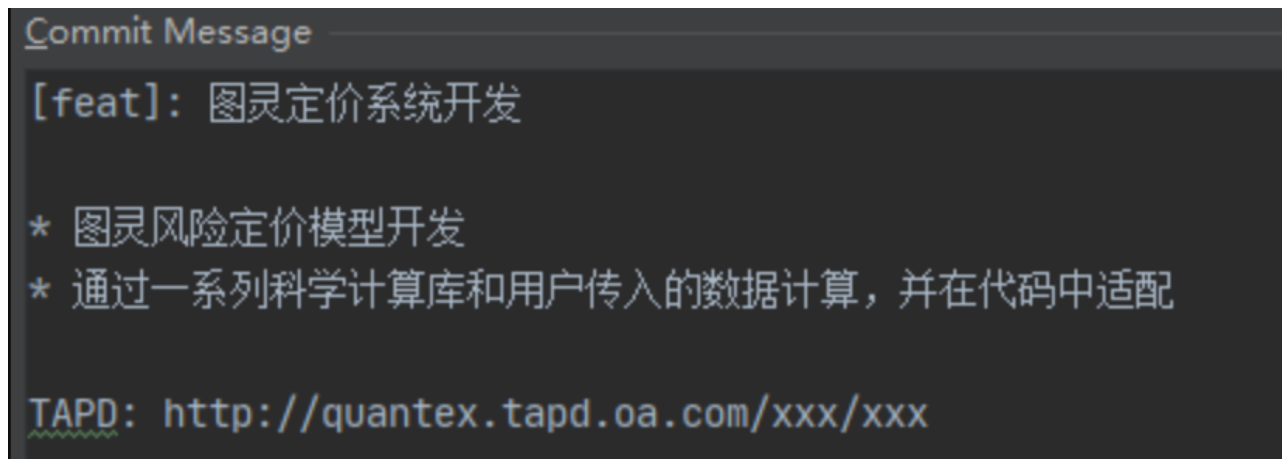 Commit Message
[feat]: 图灵定价系统开发
* 图灵风险定价模型开发
* 通过一系列科学计算库和用户传入的数据计算，并在代码中适配
TAPD: http://quantex.tapd.oa.com/xxx/xxx